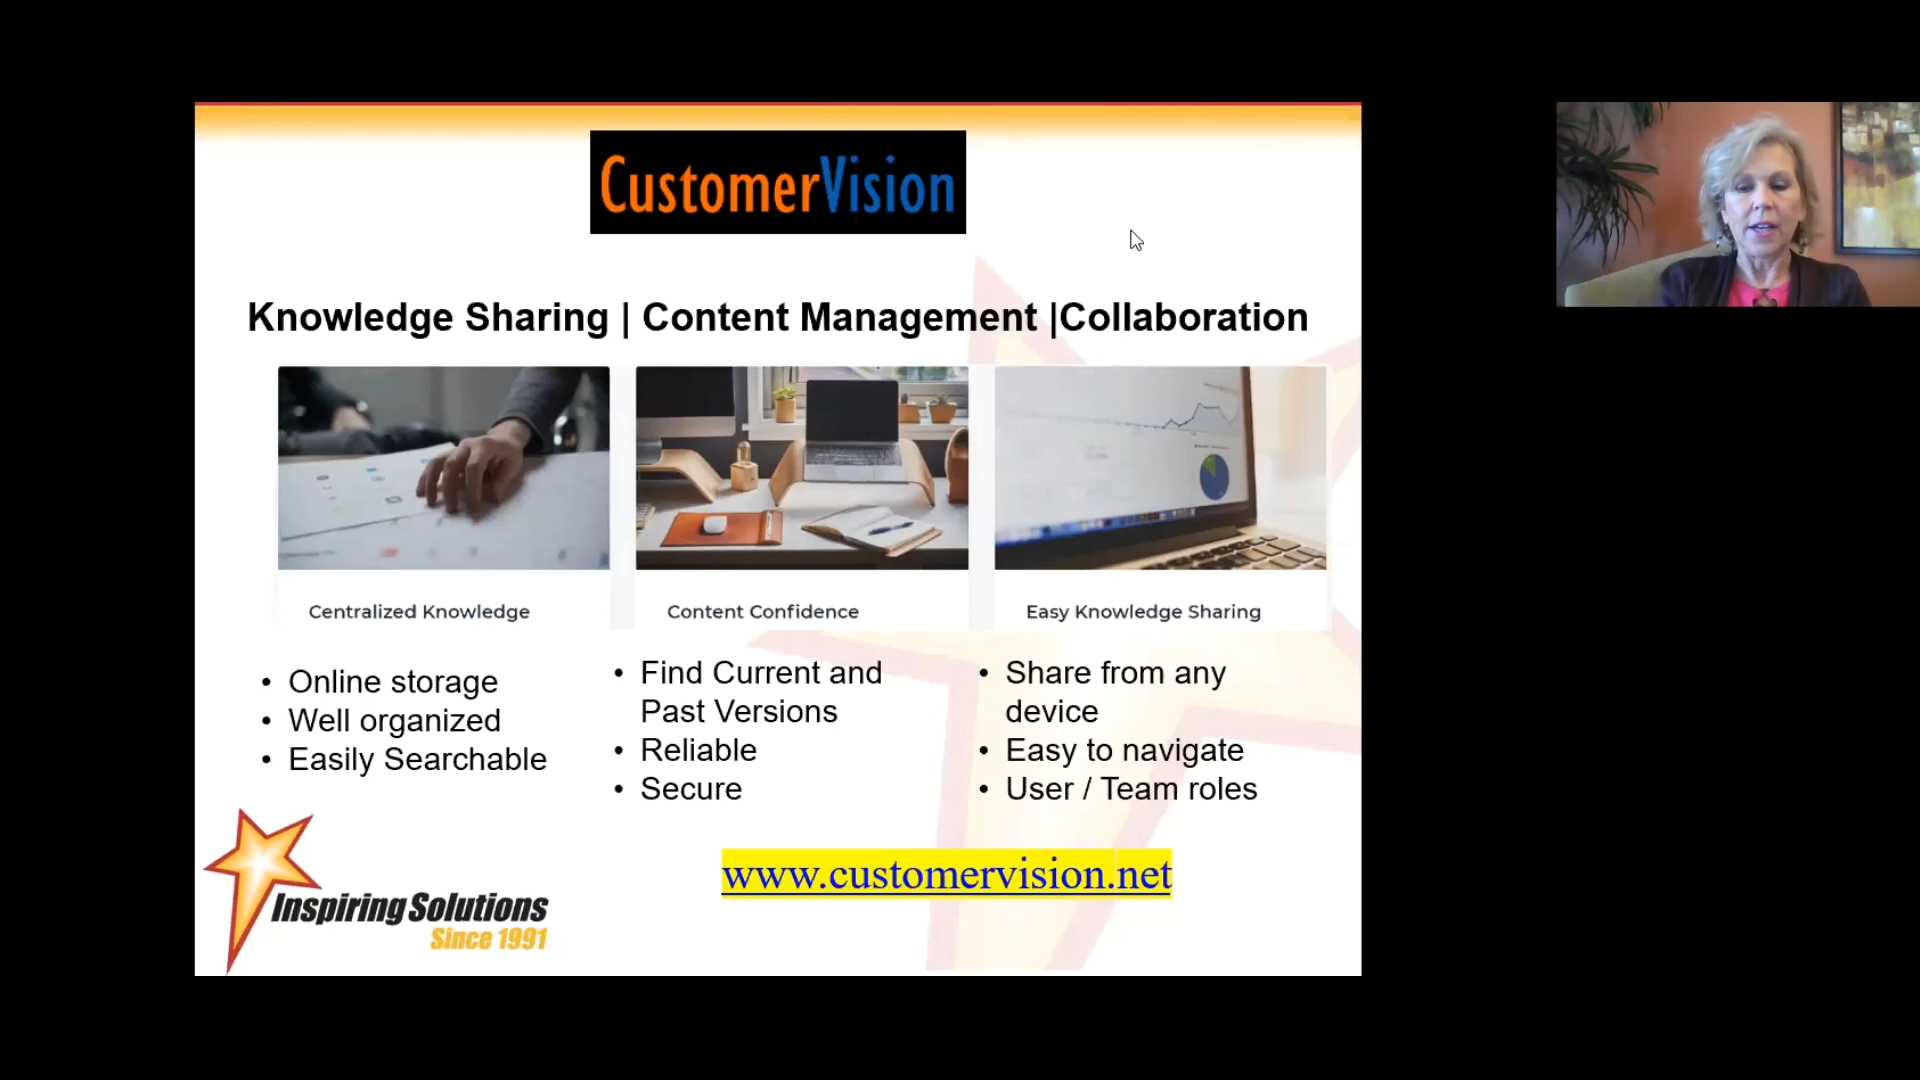 CustomerVision
Knowledge Sharing | Content Management |Collaboration
Centralized Knowledge
Content Confidence
Easy Knowledge Sharing
• Online storage
• Well organized
• Easily Searchable
• Find Current and
Past Versions
• Reliable
• Secure
• Share from any
device
• Easy to navigate
• User / Team roles
www.customervision.net
Inspiring Solutions
Since 1991